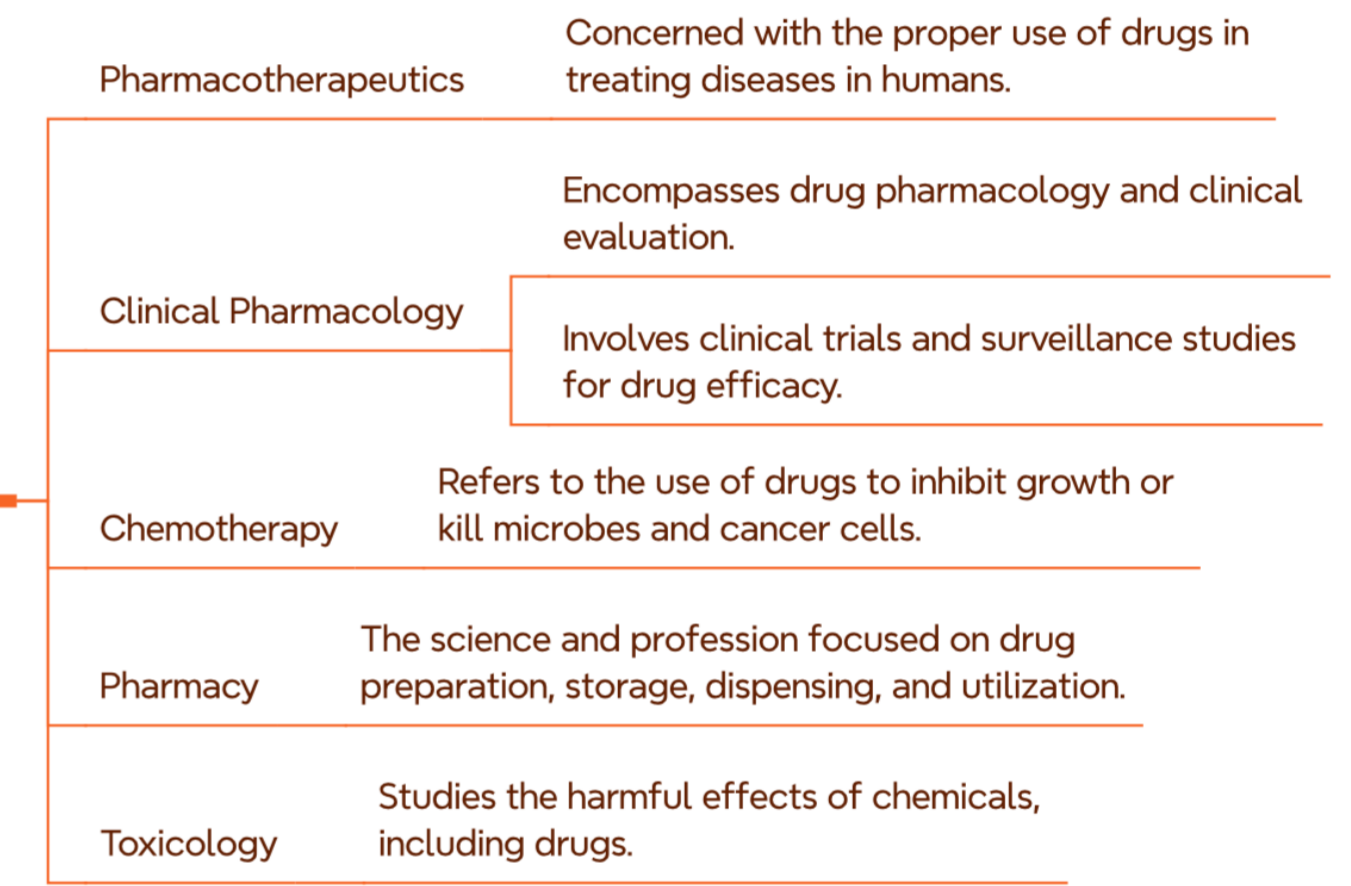 Pharmacotherapeutics
Concerned with the proper use of drugs in
treating diseases in humans.
Clinical Pharmacology
Encompasses drug pharmacology and clinical
evaluation.
Involves clinical trials and surveillance studies
for drug efficacy.
Chemotherapy
Refers to the use of drugs to inhibit growth or
kill microbes and cancer cells.
Pharmacy
The science and profession focused on drug
preparation, storage, dispensing, and utilization.
Toxicology
Studies the harmful effects of chemicals,
including drugs.